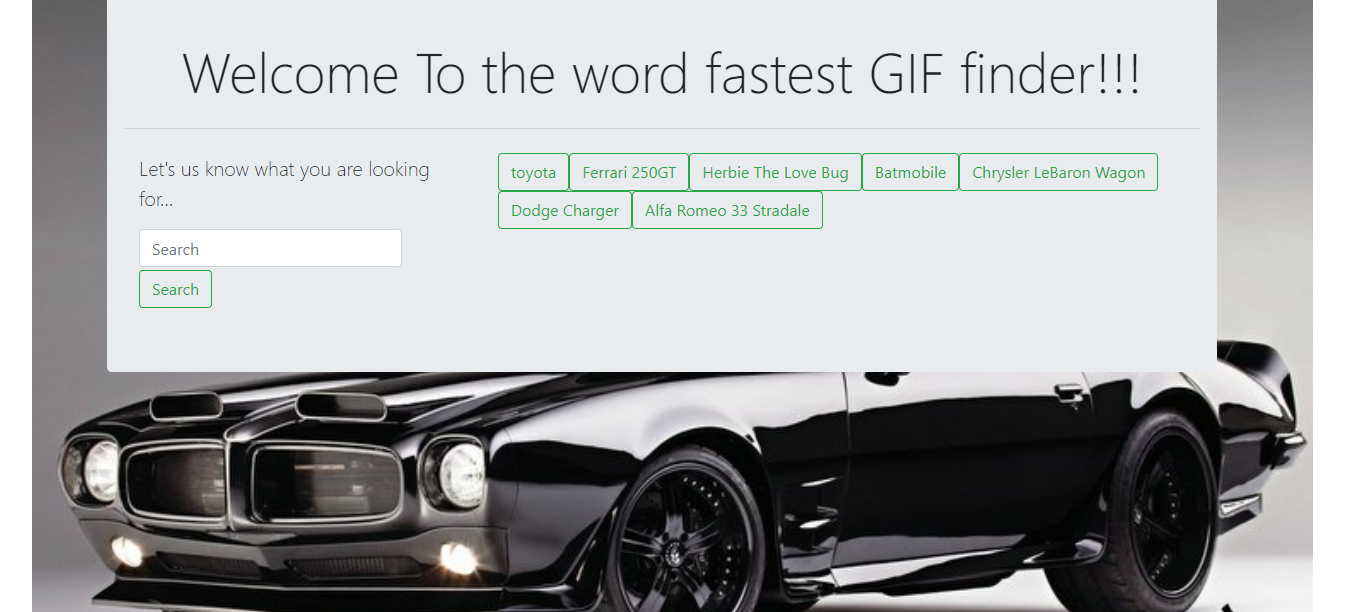 Welcome To the word fastest GIF finder!!!
Let's us know what you are looking
for...
Search
Search
toyota Ferrari 250GT Herbie The Love Bug Batmobile Chrysler LeBaron Wagon
Dodge Charger Alfa Romeo 33 Stradale